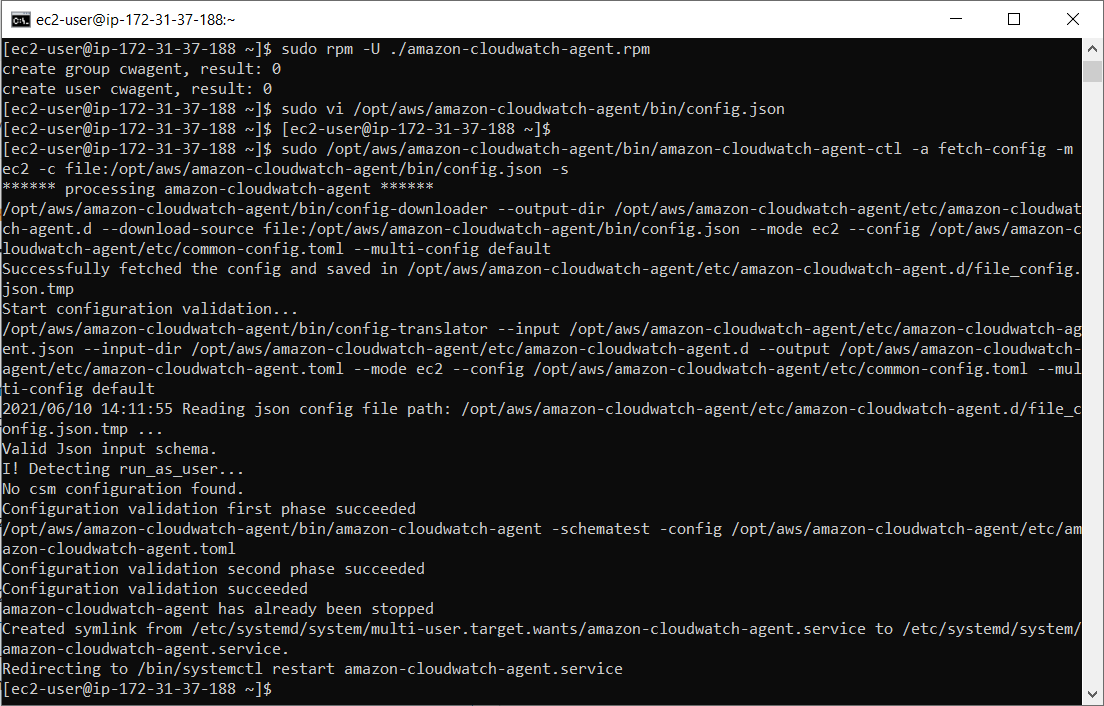 ec2-user@ip-172-31-37-188:~
[ec2-user@ip-172-31-37-188 ~]$ sudo rpm -U ./amazon-cloudwatch-agent.rpm
create group cwagent, result: 0
create user cwagent, result: 0
[ec2-user@ip-172-31-37-188 ~]$ sudo vi /opt/aws/amazon-cloudwatch-agent/bin/config.json
[ec2-user@ip-172-31-37-188 ~]$ [ec2-user@ip-172-31-37-188 ~]$
[ec2-user@ip-172-31-37-188 ~]$ sudo /opt/aws/amazon-cloudwatch-agent/bin/amazon-cloudwatch-agent-ctl -a fetch-config -m
ec2 -c file:/opt/aws/amazon-cloudwatch-agent/bin/config.json -s
****** processing amazon-cloudwatch-agent ******
/opt/aws/amazon-cloudwatch-agent/bin/config-downloader --output-dir /opt/aws/amazon-cloudwatch-agent/etc/amazon-cloudwat
ch-agent.d --download-source file:/opt/aws/amazon-cloudwatch-agent/bin/config.json --mode ec2 --config /opt/aws/amazon-c
loudwatch-agent/etc/common-config.toml --multi-config default
Successfully fetched the config and saved in /opt/aws/amazon-cloudwatch-agent/etc/amazon-cloudwatch-agent.d/file_config.
json.tmp
Start configuration validation...
/opt/aws/amazon-cloudwatch-agent/bin/config-translator --input /opt/aws/amazon-cloudwatch-agent/etc/amazon-cloudwatch-ag
ent.json --input-dir /opt/aws/amazon-cloudwatch-agent/etc/amazon-cloudwatch-agent.d --output /opt/aws/amazon-cloudwatch-
agent/etc/amazon-cloudwatch-agent.toml --mode ec2 --config /opt/aws/amazon-cloudwatch-agent/etc/common-config.toml --mul
ti-config default
2021/06/10 14:11:55 Reading json config file path: /opt/aws/amazon-cloudwatch-agent/etc/amazon-cloudwatch-agent.d/file_c
onfig.json.tmp ...
Valid Json input schema.
I! Detecting run_as_user...
No csm configuration found.
Configuration validation first phase succeeded
/opt/aws/amazon-cloudwatch-agent/bin/amazon-cloudwatch-agent -schematest -config /opt/aws/amazon-cloudwatch-agent/etc/am
azon-cloudwatch-agent.toml
Configuration validation second phase succeeded
Configuration validation succeeded
amazon-cloudwatch-agent has already been stopped
Created symlink from /etc/systemd/system/multi-user.target.wants/amazon-cloudwatch-agent.service to /etc/systemd/system/
amazon-cloudwatch-agent.service.
Redirecting to /bin/systemctl restart amazon-cloudwatch-agent.service
[ec2-user@ip-172-31-37-188 ~]$